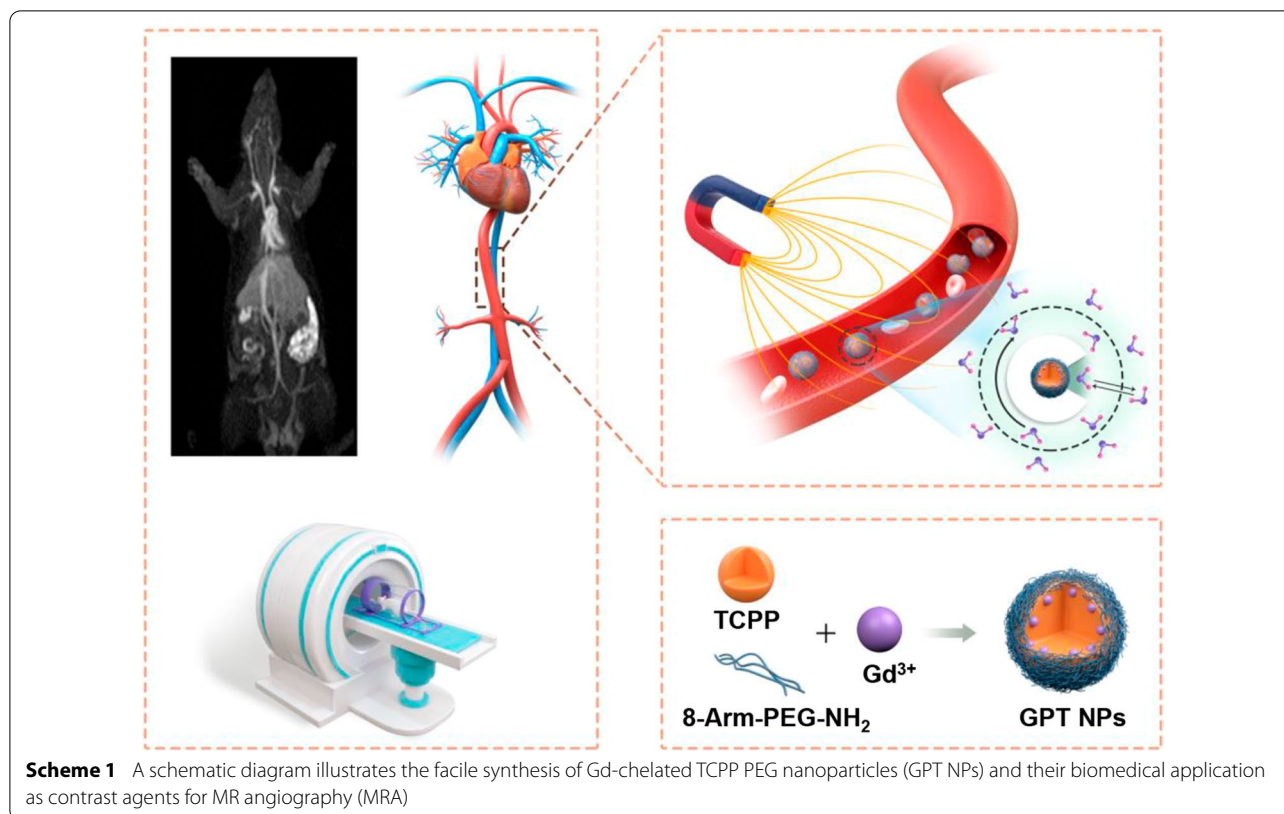 TCPP
+
Gd³⁺
8-Arm-PEG-NH₂
GPT NPs
Scheme 1 A schematic diagram illustrates the facile synthesis of Gd-chelated TCPP PEG nanoparticles (GPT NPs) and their biomedical application
as contrast agents for MR angiography (MRA)